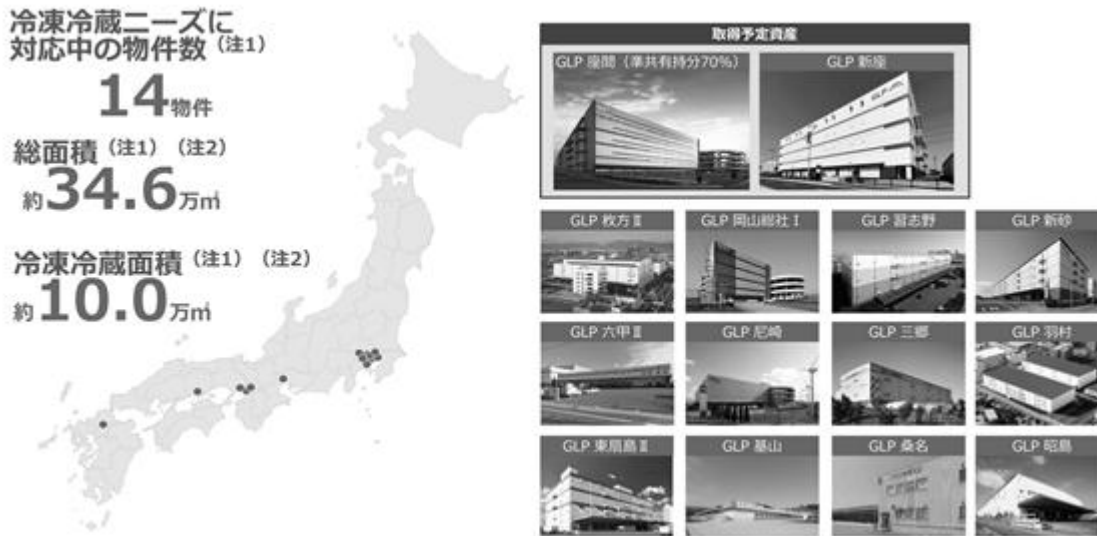 冷凍冷蔵ニーズに
対応中の物件数（注1）
14物件
総面積（注1）（注2）
約34.6万㎡
冷凍冷蔵面積（注1）（注2）
約10.0万㎡
取得予定資産
GLP 座間（準共有持分70%）
GLP 新座
GLP 枚方Ⅱ
GLP 岡山総社Ⅰ
GLP 習志野
GLP 新砂
GLP 六甲Ⅱ
GLP 尼崎
GLP 三郷
GLP 羽村
GLP 東扇島Ⅱ
GLP 基山
GLP 桑名
GLP 昭島